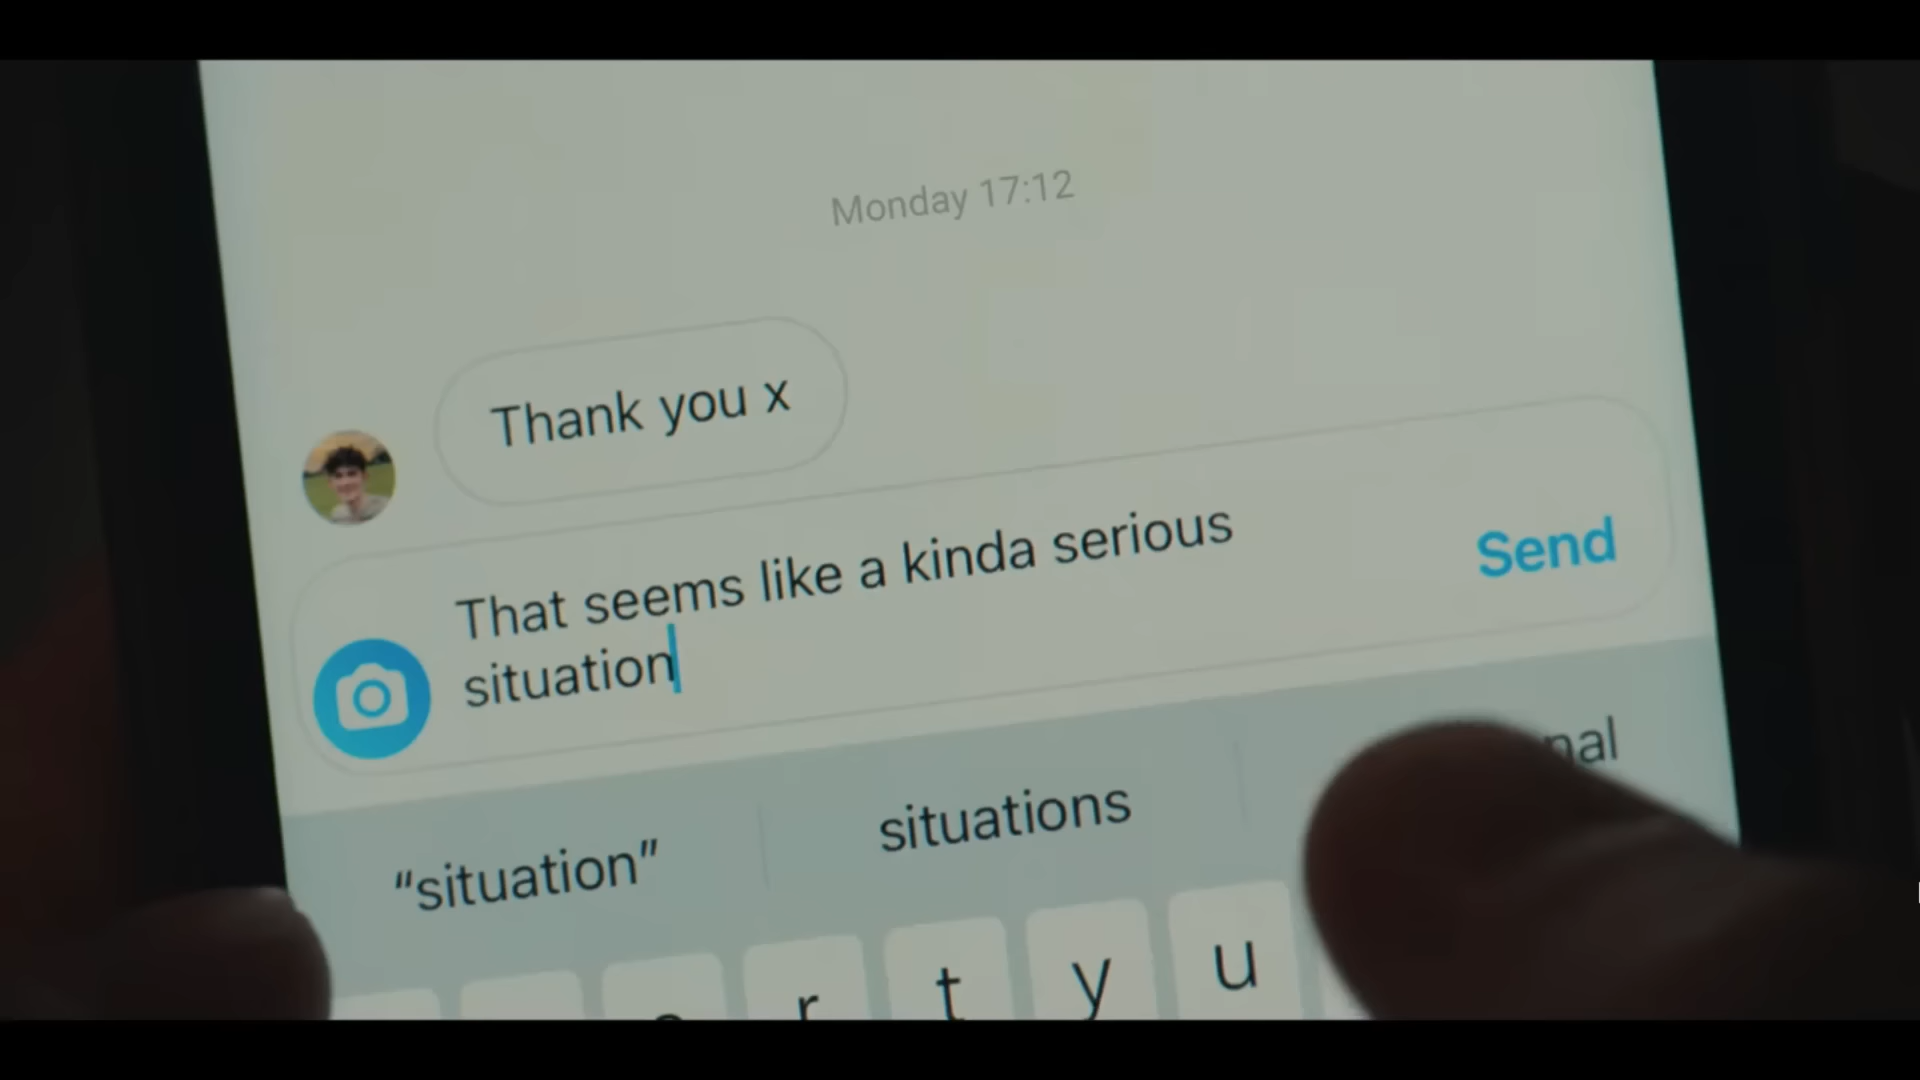 Monday 17:12
Thank you x
That seems like a kinda serious
situation
Send
"situation"
situations
r t y u